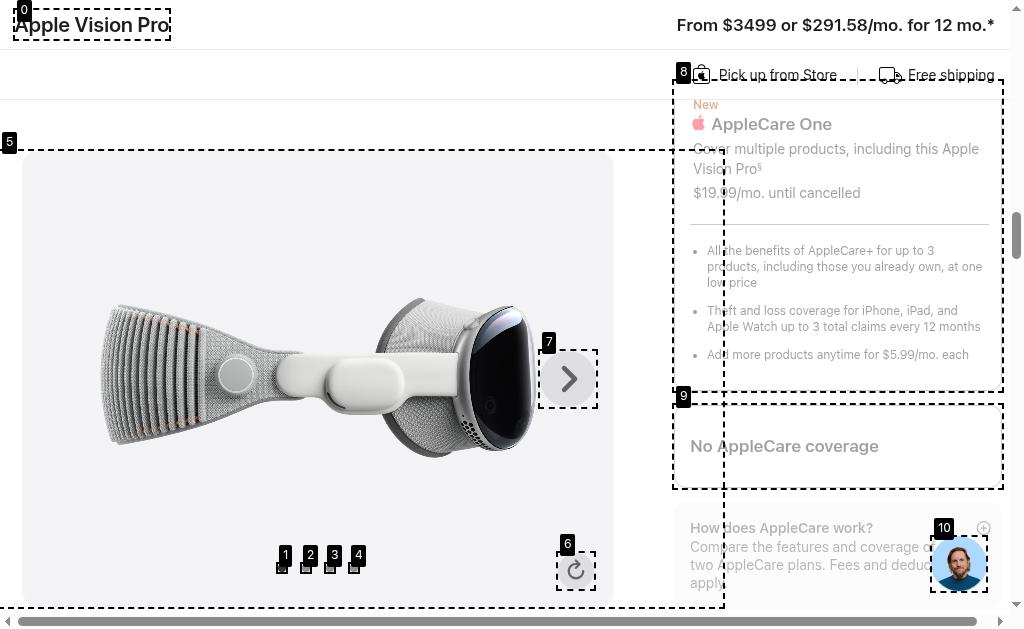 0
Apple Vision Pro
From $3499 or $291.58/mo. for 12 mo.*
8
Pick up from Store
Free shipping
New
AppleCare One
Cover multiple products, including this Apple
Vision Pro§
$19.99/mo. until cancelled
All the benefits of AppleCare+ for up to 3
products, including those you already own, at one
low price
Theft and loss coverage for iPhone, iPad, and
Apple Watch up to 3 total claims every 12 months
Add more products anytime for $5.99/mo. each
5
7
9
No AppleCare coverage
1
2
3
4
6
10
How does AppleCare work?
Compare the features and coverage of
two AppleCare plans. Fees and
apply